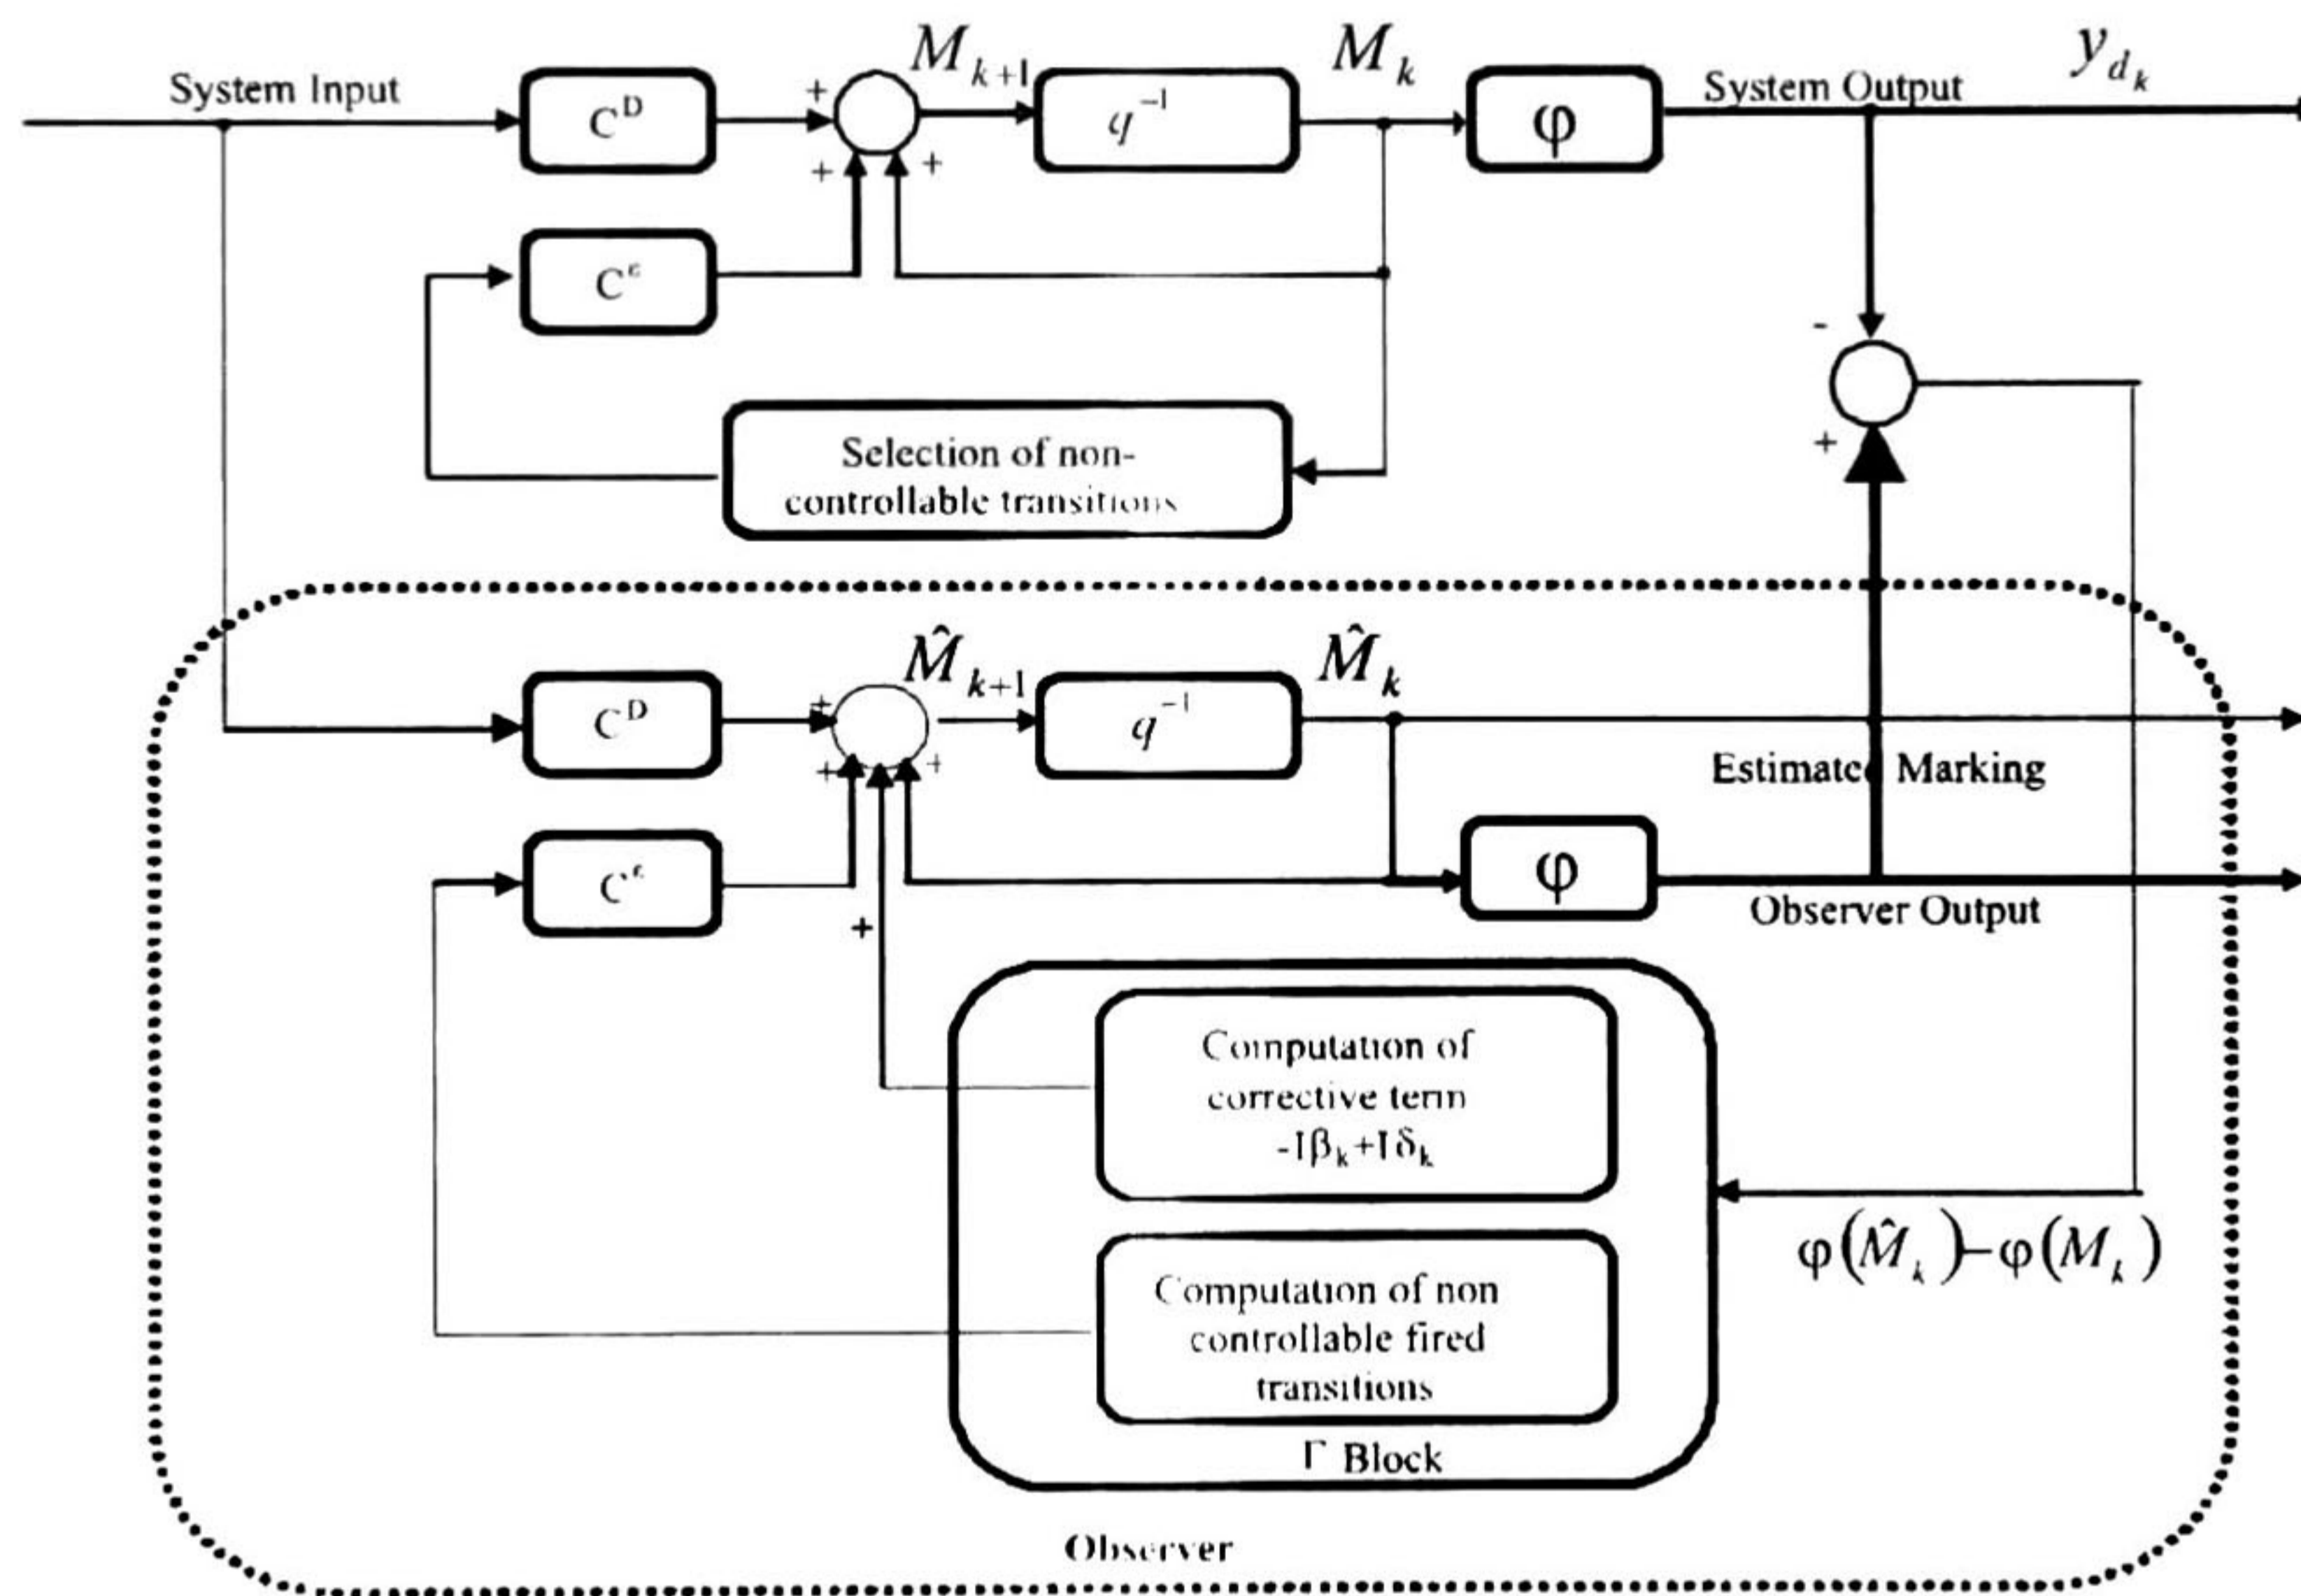 System Input
C^D
+
+
+
M_{k+1}
q^{-1}
M_k
φ
System Output
y_{d_k}
C^ε
Selection of non-
controllable transitions
-
+
C^D
+
+
+
M̂_{k+1}
q^{-1}
M̂_k
Estimated Marking
φ
Observer Output
C^ε
+
Computation of
corrective term
-Iβ_k+Iδ_k
φ(M̂_k)-φ(M_k)
Computation of non
controllable fired
transitions
Γ Block
Observer